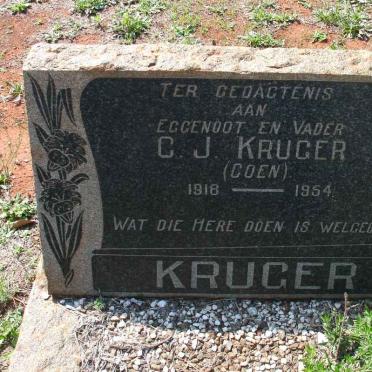 TER GEDAGTENIS
AAN
EGGENOOT EN VADER
C. J. KRUGER
(COEN)
1918 — 1954
WAT DIE HERE DOEN IS
KRUGER